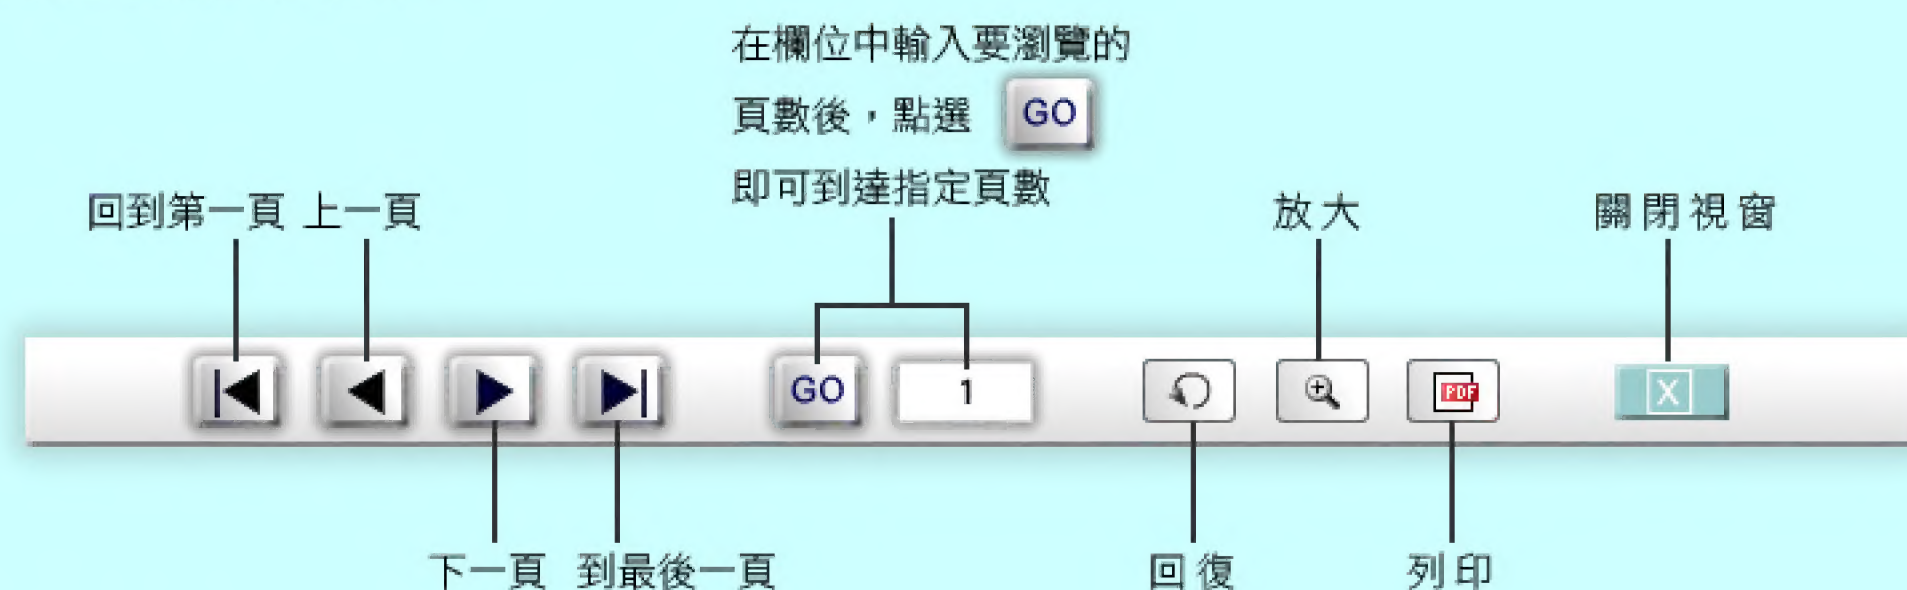 在欄位中輸入要瀏覽的
頁數後，點選 GO
即可到達指定頁數
回到第一頁 上一頁
放大
關閉視窗
GO 1
PDF
X
下一頁 到最後一頁
回復
列印